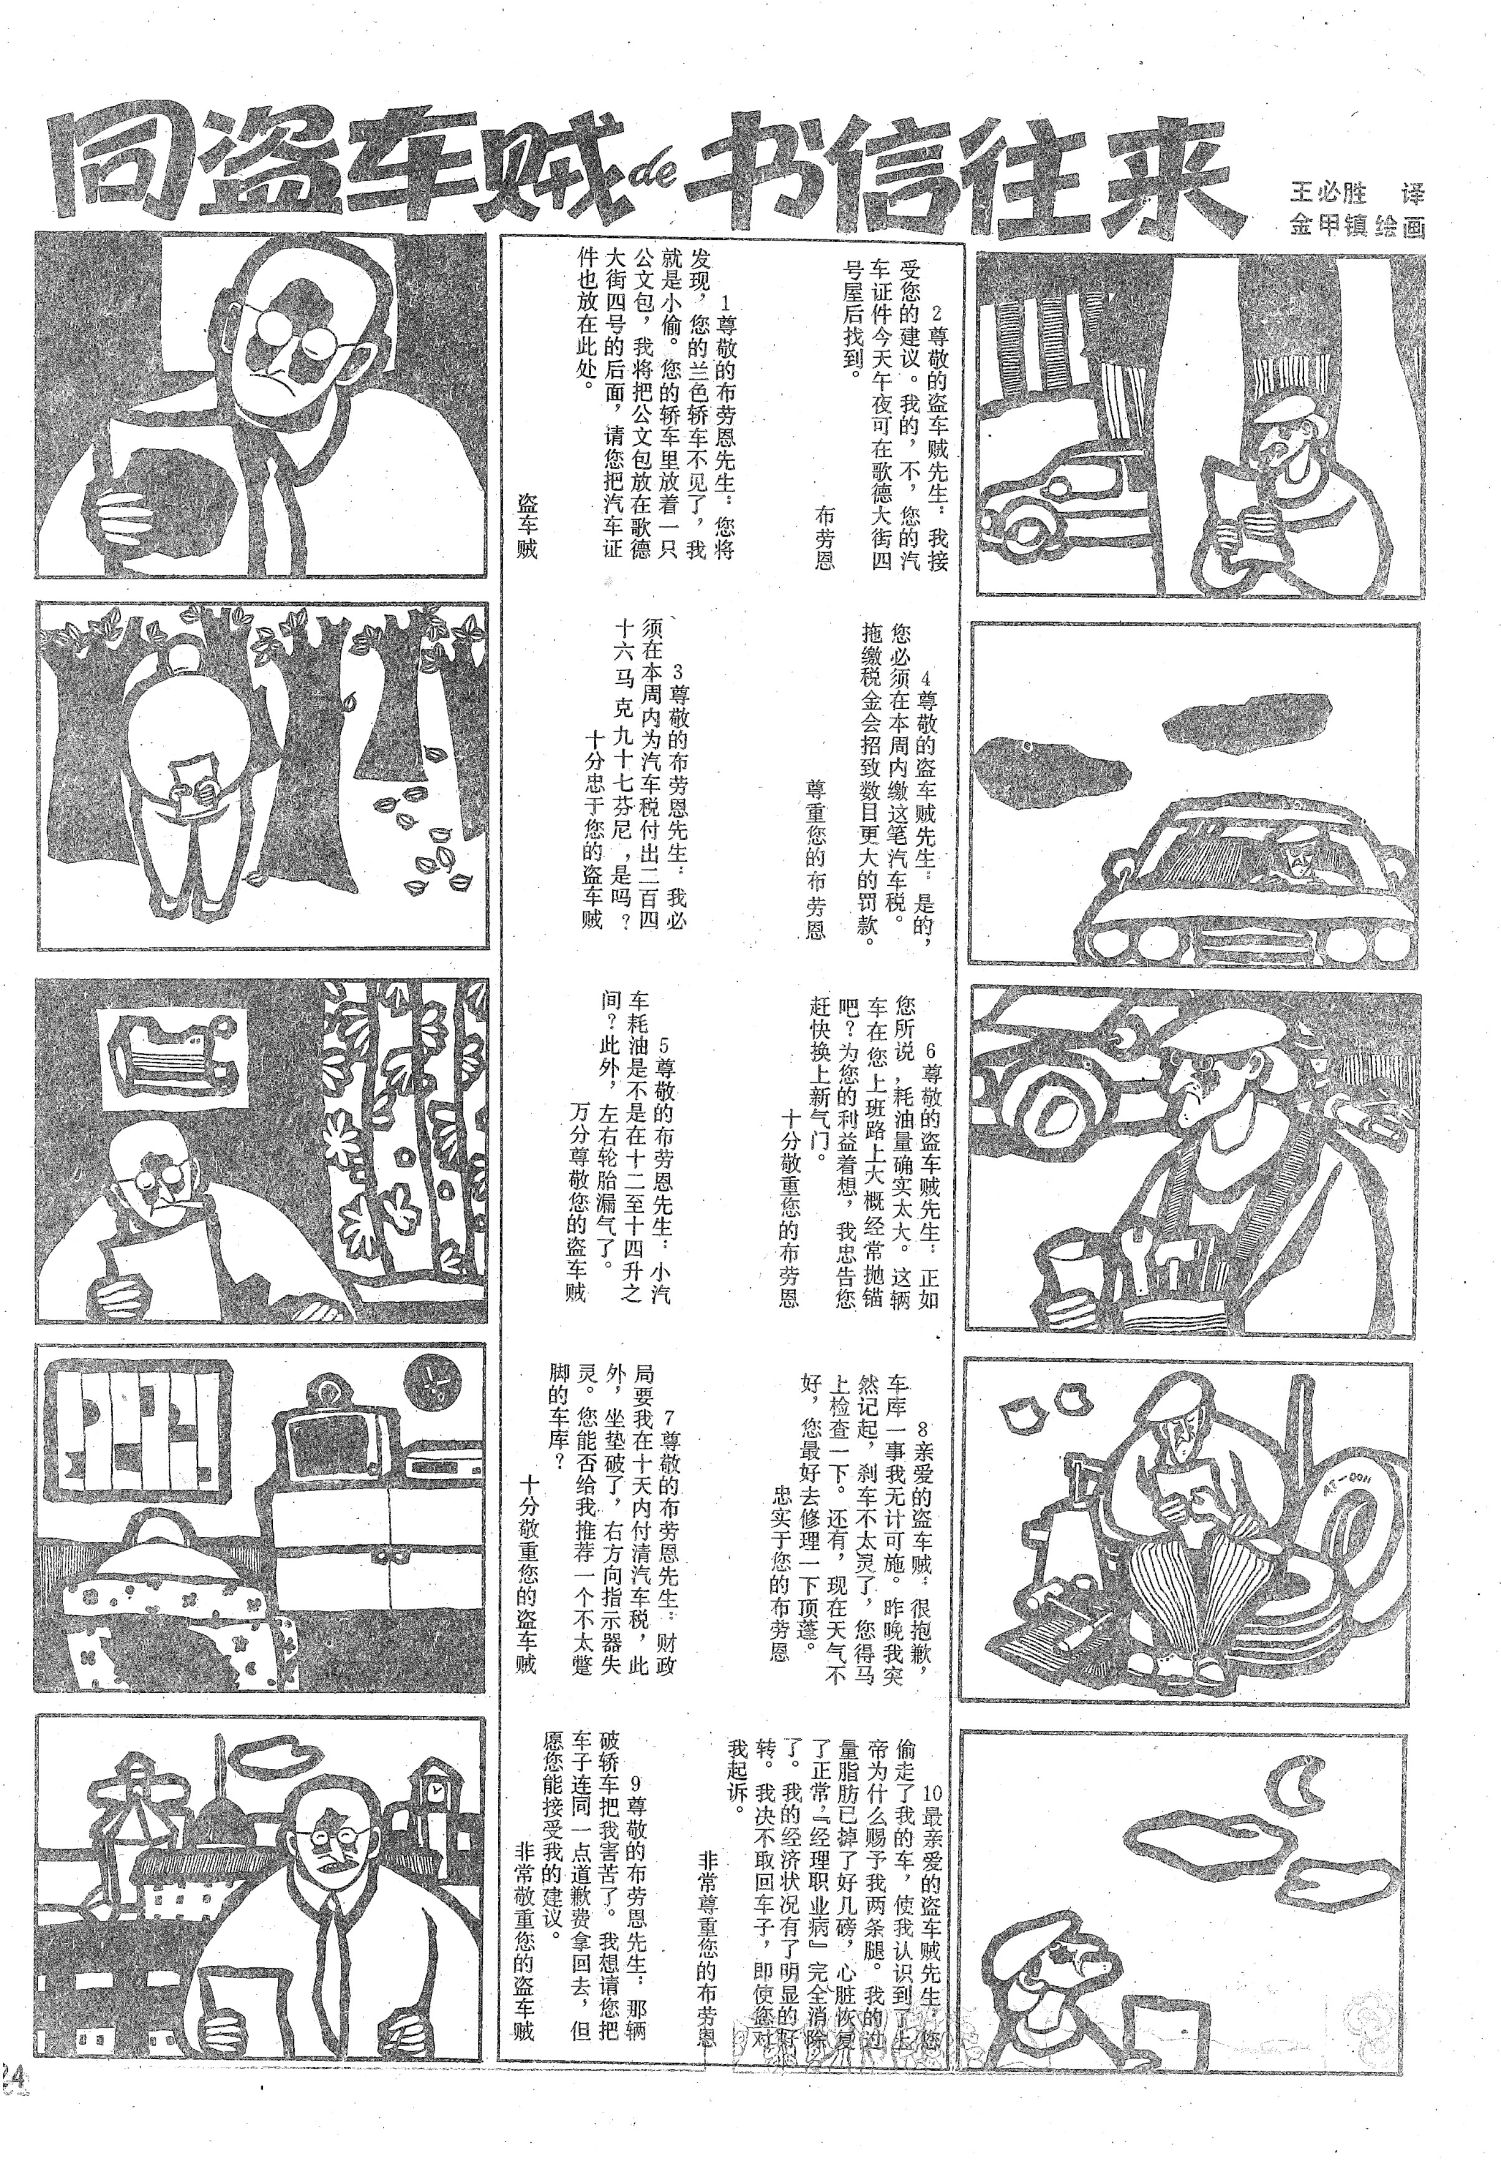 同盗车贼de书信往来
王必胜 译
金甲镇绘画
1尊敬的布劳恩先生：您将
发现，您的兰色轿车不见了，我
就是小偷。您的轿车里放着一只
公文包，我将把公文包放在歌德
大街四号的后面，请您把汽车证
件也放在此处。
盗车贼
2尊敬的盗车贼先生：我接
受您的建议。我的，不，您的汽
车证件今天午夜可在歌德大街四
号屋后找到。
布劳恩
3尊敬的布劳恩先生：我必
须在本周内为汽车税付出二百四
十六马克九十七芬尼，是吗？
十分忠于您的盗车贼
4尊敬的盗车贼先生：是的，
您必须在本周内缴这笔汽车税。
拖缴税金会招致数目更大的罚款。
尊重您的布劳恩
5尊敬的布劳恩先生：小汽
车耗油是不是在十二至十四升之
间？此外，左右轮胎漏气了。
万分尊敬您的盗车贼
6尊敬的盗车贼先生：正如
您所说，耗油量确实太大。这辆
车在您上班路上大概经常抛锚
吧？为您的利益着想，我忠告您
赶快换上新气门。
十分敬重您的布劳恩
7尊敬的布劳恩先生：财政
局要我在十天内付清汽车税，此
外，坐垫破了，右方向指示器失
灵。您能否给我推荐一个不太蹩
脚的车库？
十分敬重您的盗车贼
8亲爱的盗车贼：很抱歉，
车库一事我无计可施。昨晚我突
然记起，刹车不太灵了，您得马
上检查一下。还有，现在天气不
好，您最好去修理一下顶蓬。
忠实于您的布劳恩
9尊敬的布劳恩先生：那辆
破轿车把我害苦了。我想请您把
车子连同一点道歉费拿回去，但
愿您能接受我的建议。
非常敬重您的盗车贼
10最亲爱的盗车贼先生：您
偷走了我的车，使我认识到了上
帝为什么赐予我两条腿。我的过
量脂肪已掉了好几磅，心脏恢复
了正常，『经理职业病』完全消除
了。我的经济状况有了明显的好
转。我决不取回车子，即使您对
我起诉。
非常尊重您的布劳恩
24